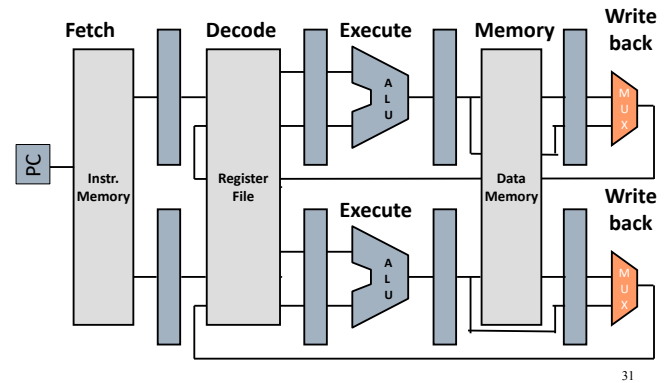 Fetch
Decode
Execute
Memory
Write
back
PC
Instr.
Memory
Register
File
A
L
U
Data
Memory
M
U
X
Execute
Write
back
A
L
U
M
U
X
31